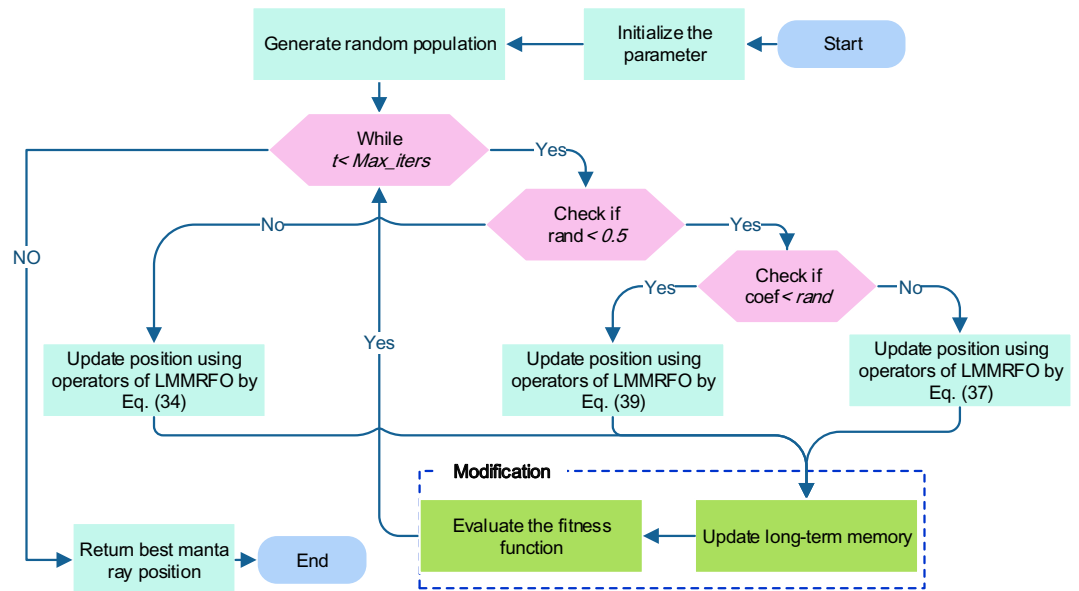 Generate random population
Initialize the
parameter
Start
While
t< Max_iters
Yes
NO
Check if
rand< 0.5
No
Yes
Check if
coef< rand
Yes
No
Yes
Update position using
operators of LMMRFO by
Eq. (34)
Update position using
operators of LMMRFO by
Eq. (39)
Update position using
operators of LMMRFO by
Eq. (37)
Modification
Evaluate the fitness
function
Update long-term memory
Return best manta
ray position
End